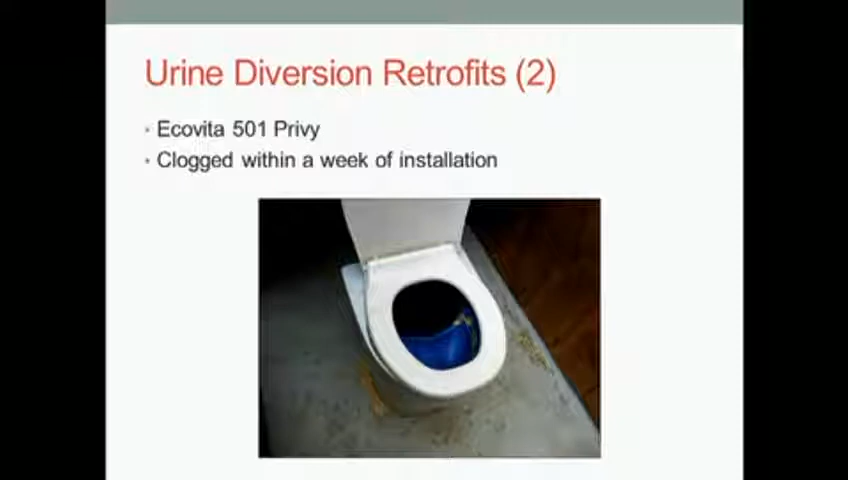 Urine Diversion Retrofits (2)
• Ecovita 501 Privy
• Clogged within a week of installation